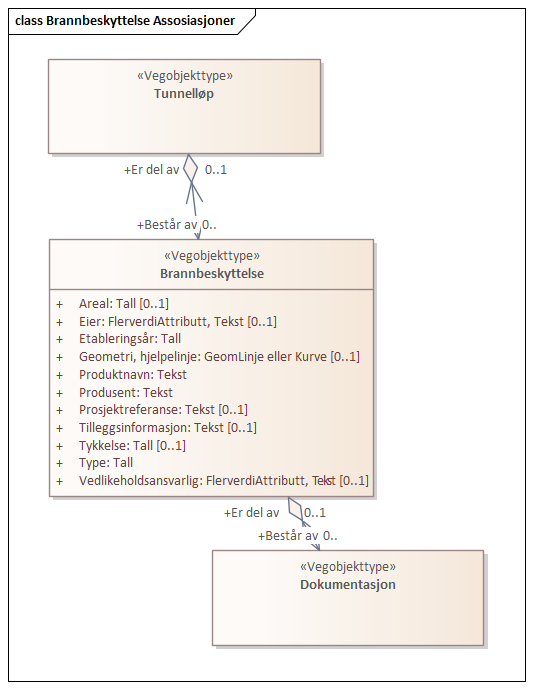 class Brannbeskyttelse Assosiasjoner
«Vegobjekttype»
Tunnelløp
+Er del av 0..1
+Består av 0..
«Vegobjekttype»
Brannbeskyttelse
+ Areal: Tall [0..1]
+ Eier: FlerverdiAttributt, Tekst [0..1]
+ Etableringsår: Tall
+ Geometri, hjelpelinje: GeomLinje eller Kurve [0..1]
+ Produktnavn: Tekst
+ Produsent: Tekst
+ Prosjektreferanse: Tekst [0..1]
+ Tilleggsinformasjon: Tekst [0..1]
+ Tykkelse: Tall [0..1]
+ Type: Tall
+ Vedlikeholdsansvarlig: FlerverdiAttributt, Tekst [0..1]
+Er del av 0..1
+Består av 0..
«Vegobjekttype»
Dokumentasjon